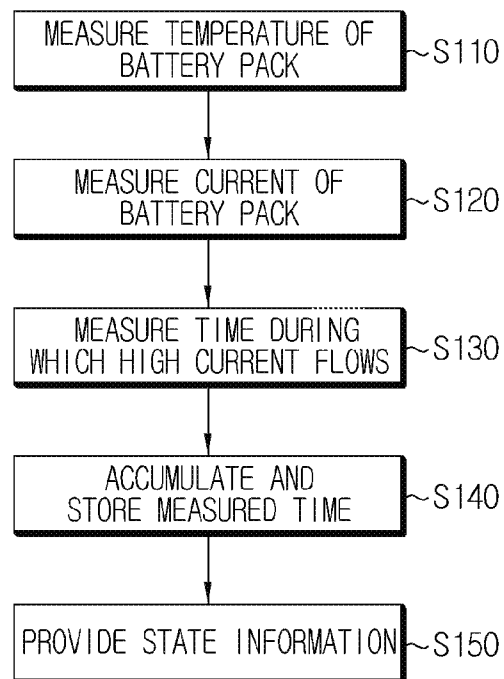 MEASURE TEMPERATURE OF
BATTERY PACK
~S110
MEASURE CURRENT OF
BATTERY PACK
~S120
MEASURE TIME DURING
WHICH HIGH CURRENT FLOWS
~S130
ACCUMULATE AND
STORE MEASURED TIME
~S140
PROVIDE STATE INFORMATION
~S150